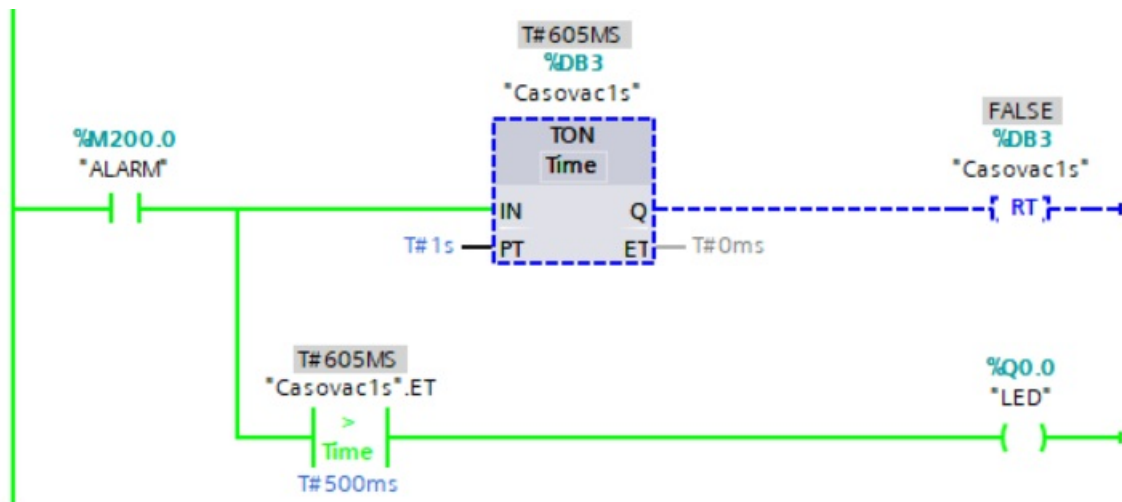 T#605MS
%DB3
"Casovac1s"
TON
Time
FALSE
%DB3
"Casovac1s"
%M200.0
"ALARM"
IN
Q
RT
T#1s
PT
ET
T#0ms
T#605MS
"Casovac1s".ET
>
Time
T#500ms
%Q0.0
"LED"